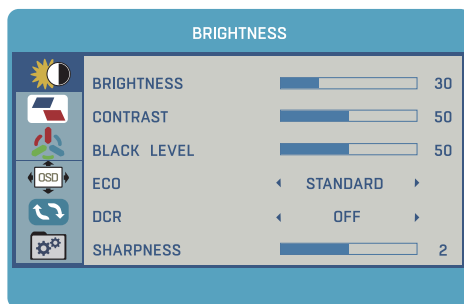 BRIGHTNESS
BRIGHTNESS 30
CONTRAST 50
BLACK LEVEL 50
OSD ECO STANDARD
DCR OFF
SHARPNESS 2